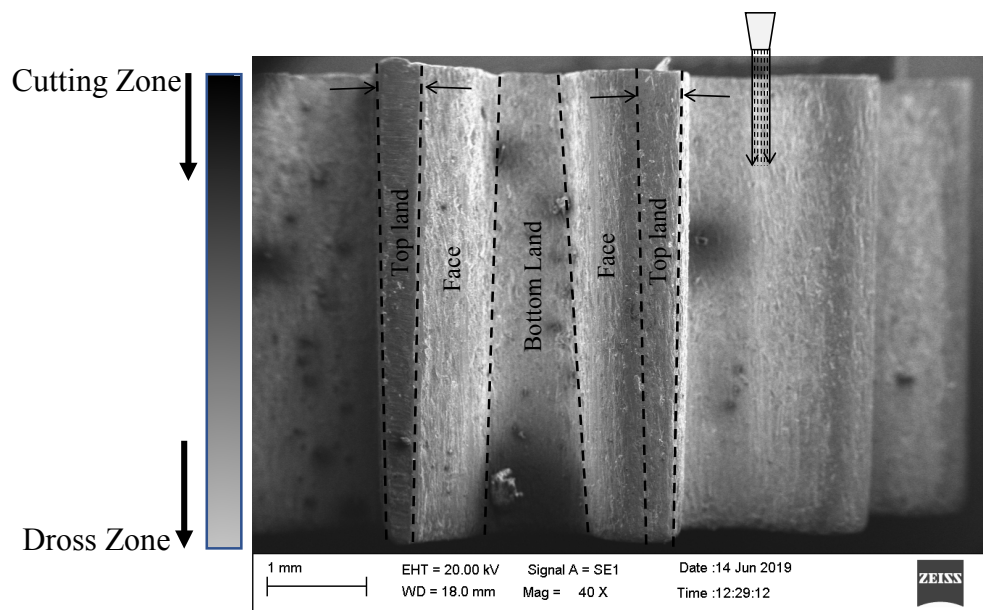 Cutting Zone
Top land
Face
Bottom Land
Face
Top land
Dross Zone
1 mm
EHT = 20.00 kV
Signal A = SE1
Date :14 Jun 2019
WD = 18.0 mm
Mag = 40 X
Time :12:29:12
ZEISS